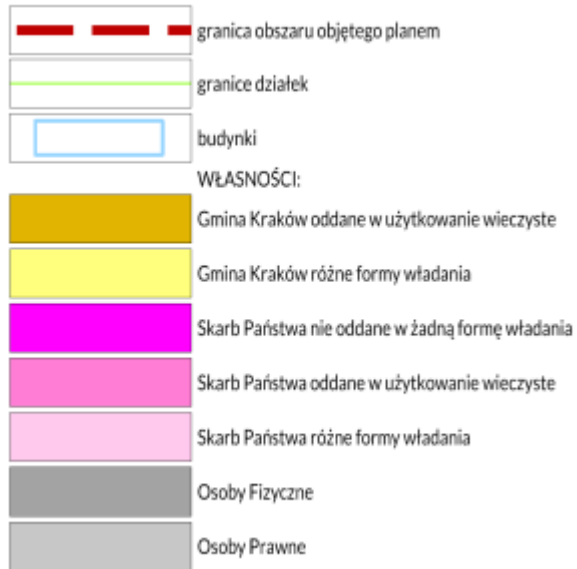 granica obszaru objętego planem
granice działek
budynki
WŁASNOŚCI:
Gmina Kraków oddane w użytkowanie wieczyste
Gmina Kraków różne formy władania
Skarb Państwa nie oddane w żadną formę władania
Skarb Państwa oddane w użytkowanie wieczyste
Skarb Państwa różne formy władania
Osoby Fizyczne
Osoby Prawne